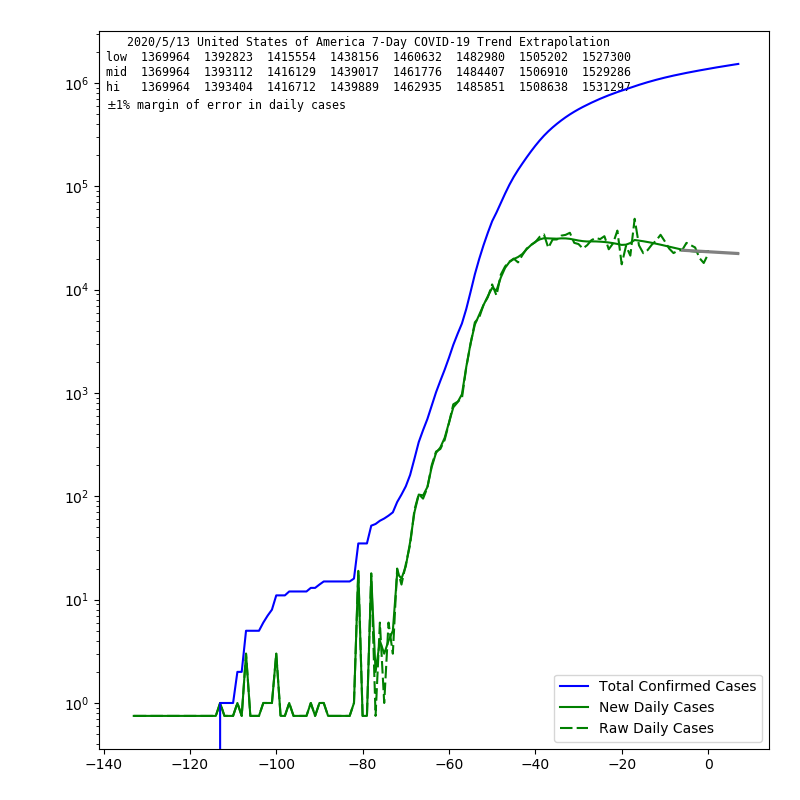 2020/5/13 United States of America 7-Day COVID-19 Trend Extrapolation
low 1369964 1392823 1415554 1438156 1460632 1482980 1505202 1527300
mid 1369964 1393112 1416129 1439017 1461776 1484407 1506910 1529286
hi 1369964 1393404 1416712 1439889 1462935 1485851 1508638 1531297
±1% margin of error in daily cases
10⁶
10⁵
10⁴
10³
10²
10¹
10⁰
Total Confirmed Cases
New Daily Cases
Raw Daily Cases
−140 −120 −100 −80 −60 −40 −20 0